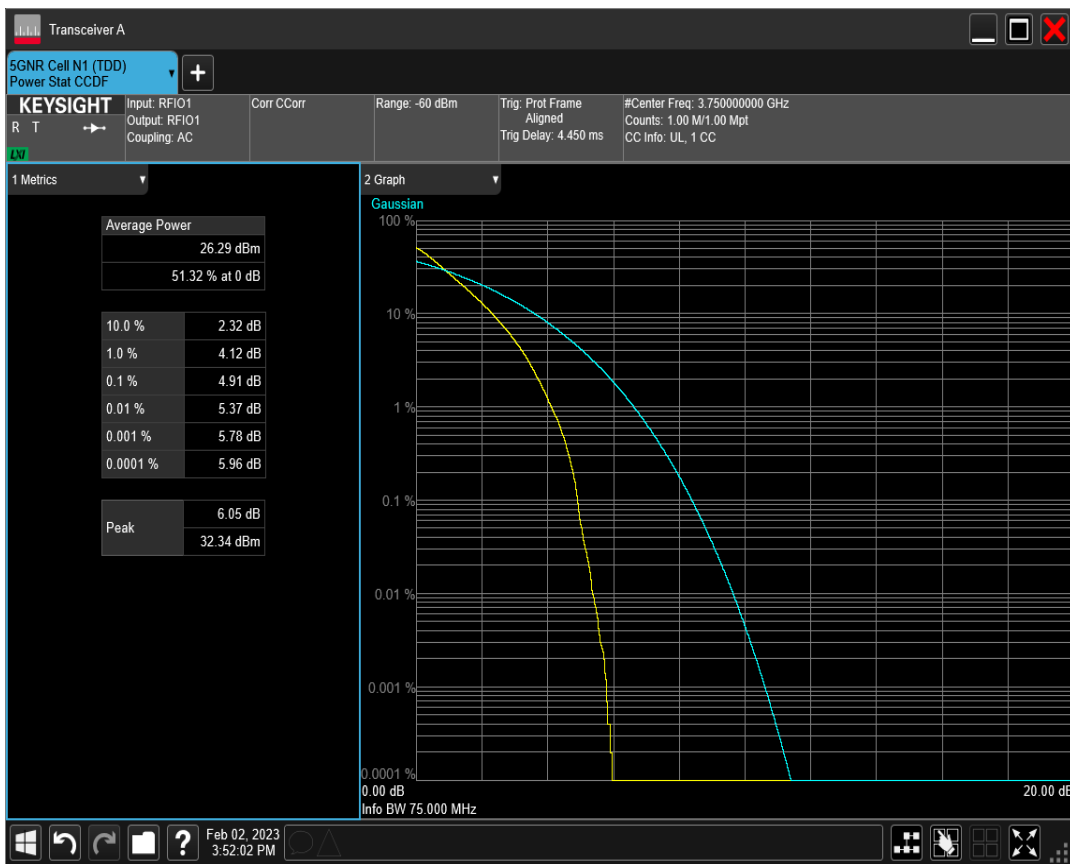 Transceiver A
5GNR Cell N1 (TDD)
Power Stat CCDF
+
KEYSIGHT
R T
LXI
Input: RFIO1
Output: RFIO1
Coupling: AC
Corr CCorr
Range: -60 dBm
Trig: Prot Frame
Aligned
Trig Delay: 4.450 ms
#Center Freq: 3.750000000 GHz
Counts: 1.00 M/1.00 Mpt
CC Info: UL, 1 CC
1 Metrics
Average Power
26.29 dBm
51.32 % at 0 dB
10.0 % 2.32 dB
1.0 % 4.12 dB
0.1 % 4.91 dB
0.01 % 5.37 dB
0.001 % 5.78 dB
0.0001 % 5.96 dB
Peak
6.05 dB
32.34 dBm
2 Graph
Gaussian
100 %
10 %
1 %
0.1 %
0.01 %
0.001 %
0.0001 %
0.00 dB 20.00 dB
Info BW 75.000 MHz
?
Feb 02, 2023
3:52:02 PM